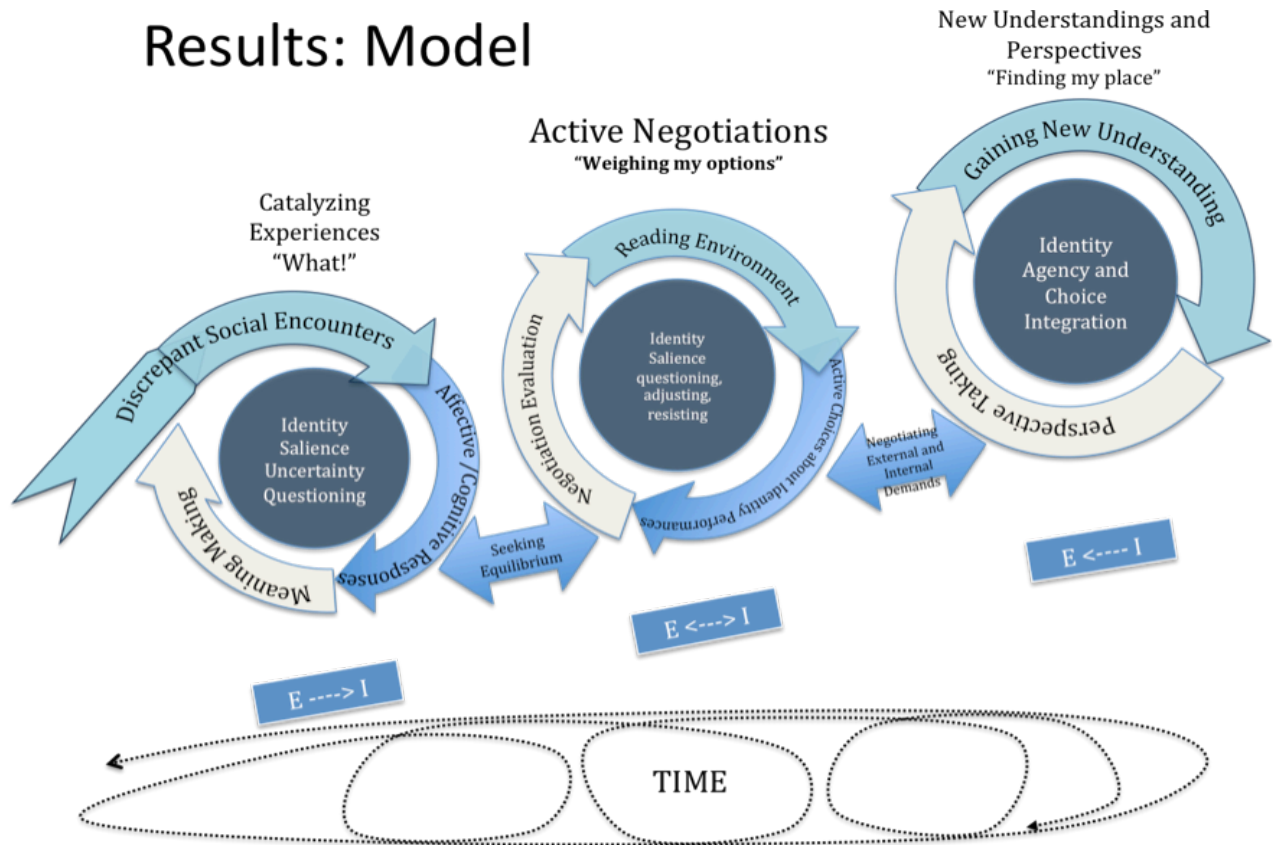 Results: Model
New Understandings and
Perspectives
“Finding my place”
Active Negotiations
“Weighing my options”
Catalyzing
Experiences
“What!”
Discrepant Social Encounters
Affective /Cognitive Responses
Meaning Making
Identity
Salience
Uncertainty
Questioning
Seeking
Equilibrium
Reading Environment
Active Choices about Identity Performances
Negotiation Evaluation
Identity
Salience
questioning,
adjusting,
resisting
Negotiating
External and
Internal
Demands
Gaining New Understanding
Perspective Taking
Identity
Agency and
Choice
Integration
E ----> I
E <---> I
E <---- I
TIME